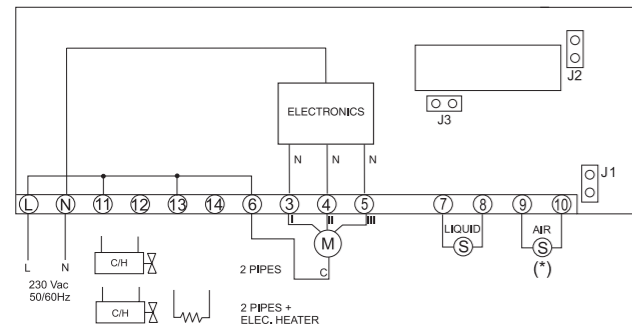 J2
ELECTRONICS
J3
N N N
J1
L N 11 12 13 14 6 3 4 5 7 8 9 10
I II III
LIQUID
AIR
L N
M
S
S
(*)
230 Vac
50/60Hz
C/H
2 PIPES
C
C/H
2 PIPES +
ELEC. HEATER